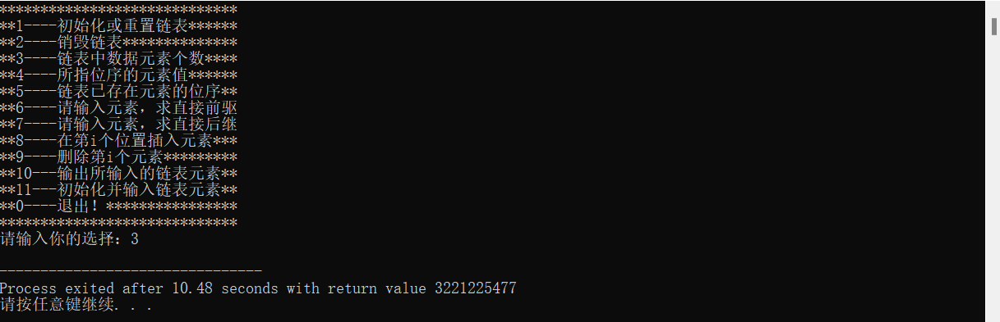 *****************************
**1----初始化或重置链表******
**2----销毁链表**************
**3----链表中数据元素个数****
**4----所指位序的元素值******
**5----链表已存在元素的位序**
**6----请输入元素，求直接前驱
**7----请输入元素，求直接后继
**8----在第i个位置插入元素***
**9----删除第i个元素*********
**10---输出所输入的链表元素**
**11---初始化并输入链表元素**
**0----退出！****************
*****************************
请输入你的选择：3
--------------------------------
Process exited after 10.48 seconds with return value 3221225477
请按任意键继续. . .